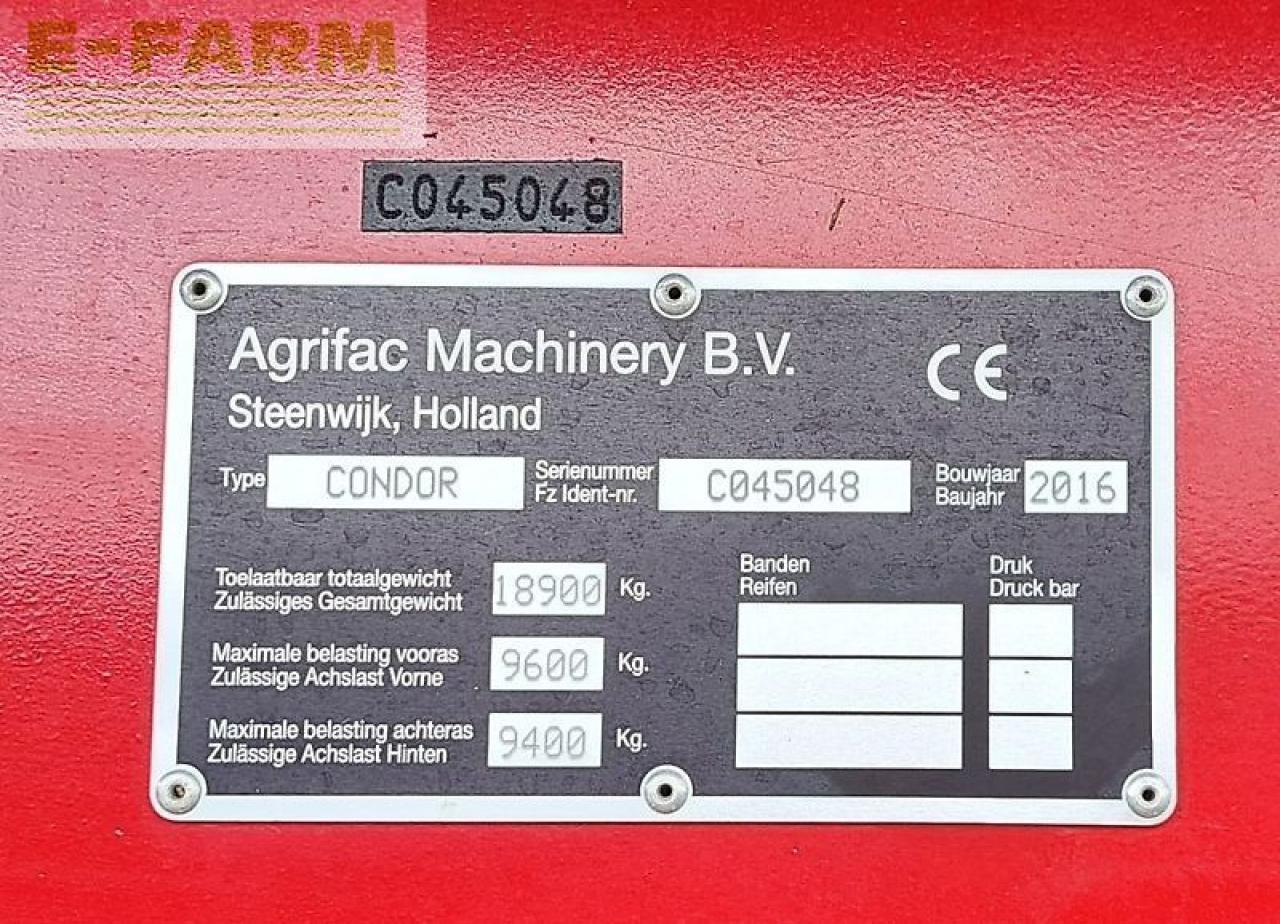 E-FARM
C045048
Agrifac Machinery B.V. CE
Steenwijk, Holland
Type CONDOR Serienummer C045048 Bouwjaar 2016
Fz Ident-nr. Baujahr
Toelaatbaar totaalgewicht 18900 Kg. Banden Druk
Zulässiges Gesamtgewicht Reifen Druck bar
Maximale belasting vooras 9600 Kg.
Zulässige Achslast Vorne
Maximale belasting achteras 9400 Kg.
Zulässige Achslast Hinten